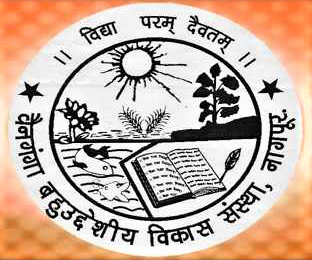 ।। विद्या परम् दैवतम् ।।
वैनगंगा बहुउद्देशीय विकास संस्था, नागपूर.